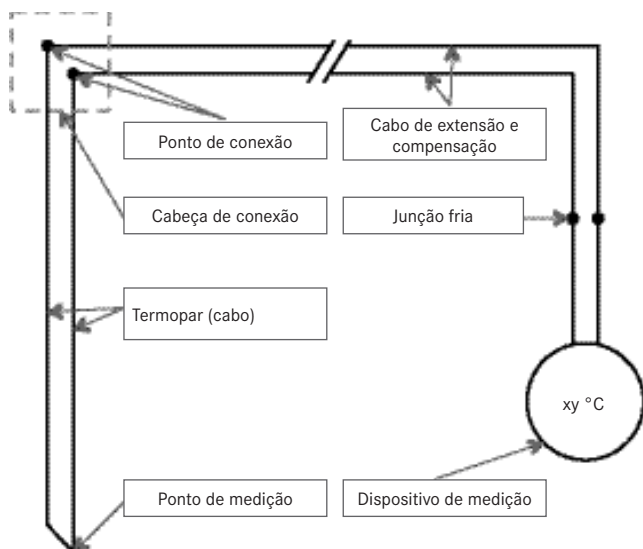 Ponto de conexão
Cabo de extensão e
compensação
Cabeça de conexão
Junção fria
Termopar (cabo)
xy °C
Ponto de medição
Dispositivo de medição